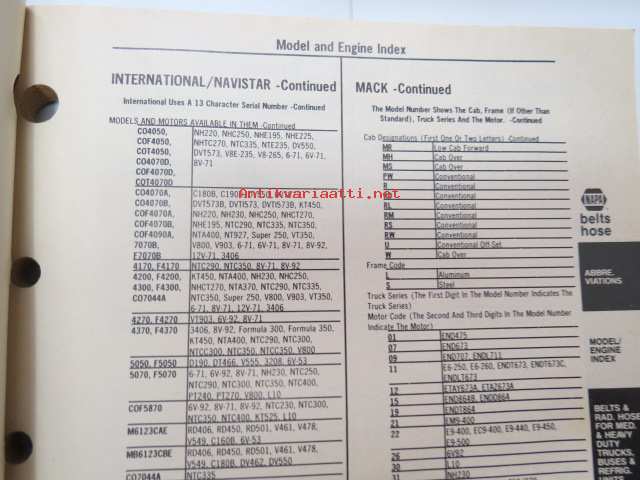 Model and Engine Index
INTERNATIONAL/NAVISTAR -Continued
International Uses A 13 Character Serial Number -Continued
MODELS AND MOTORS AVAILABLE IN THEM -Continued
CO4050, NH220, NHC250, NHE195, NHE225,
COF4050, NHTC270, NTC335, NTE235, DV550,
COT4050, DVT573, V8E-235, V8-265, 6-71, 6V-71,
CO4070D, 8V-71
COF4070D,
COT4070D
CO4070A, C180B, C190B,
CO4070B, DVT573B, DVTI573, DVTI573B, KT450,
COF4070A, NH220, NH230, NHC250, NHCT270,
COF4070B, NHE195, NTC290, NTC335, NTC350,
COF4090A, NTA400, NT927, Super 250, VT350,
7070B, V800, V903, 6-71, 6V-71, 8V-71, 8V-92,
F7070B 12V-71, 3406
4170, F4170 NTC290, NTC350, 8V-71, 8V-92
4200, F4200, KT450, NTA400, NH230, NHC250,
4300, F4300, NHCT270, NTA370, NTC290, NTC335,
CO7044A NTC350, Super 250, V800, V903, VT350,
6-71, 8V-71, 12V-71, 3406
4270, F4270 VT903, 6V-92, 8V-71
4370, F4370 3406, 8V-92, Formula 300, Formula 350,
KT450, NTA400, NTC290, NTC300,
NTCC300, NTC350, NTCC350, V800
5050, F5050 D190, DT466, V555, 3208, 6V-53
5070, F5070 6-71, 6V-92, 8V-71, NH230, NTC250,
NTC290, NTC300, NTC350, NTC400,
PT240, PT270, V800, L10
COF5870 6V-92, 8V-71, 8V-92, NTC230, NTC300,
NTC350, NTC400, KT525, L10
M6123CAE RD406, RD450, RD501, V461, V478,
V549, C160B, 6V-53
MB6123CBE RD406, RD450, RD501, V461, V478,
V549, C180B, DV462, DV550
CO7044A NTC335
MACK -Continued
The Model Number Shows The Cab, Frame (If Other Than
Standard), Truck Series And The Motor. -Continued
Cab Designations (First One Or Two Letters) -Continued
MR Low Cab Forward
MH Cab Over
MS Cab Over
PW Conventional
R Conventional
Conventional
RL Conventional
RM Conventional
RS Conventional
RW Conventional
U Conventional Off Set
W Cab Over
Frame Code
L Aluminum
S Steel
Truck Series (The First Digit In The Model Number Indicates The
Truck Series)
Motor Code (The Second And Third Digits In The Model Number
Indicate The Motor)
01 END475
07 END673
09 END707, ENDL711
11 E6-250, E6-260, ENDT673, ENDT673C,
ENDLT673
12 ETAY673A, ETAZ673A
15 END864B, ENDD864
19 ENDT864
21 EM9-400
22 E9-400, EC9-400, E9-440, E9-450,
E9-500
26 6V92
30 L10
31 NH230
Antikvariaatti.net
NAPA
belts
hose
ABBRE.
VIATIONS
MODEL/
ENGINE
INDEX
BELTS &
RAD. HOSE
FOR MED.
& HEAVY
DUTY
TRUCKS,
BUSES &
REFRIG.
UNITS